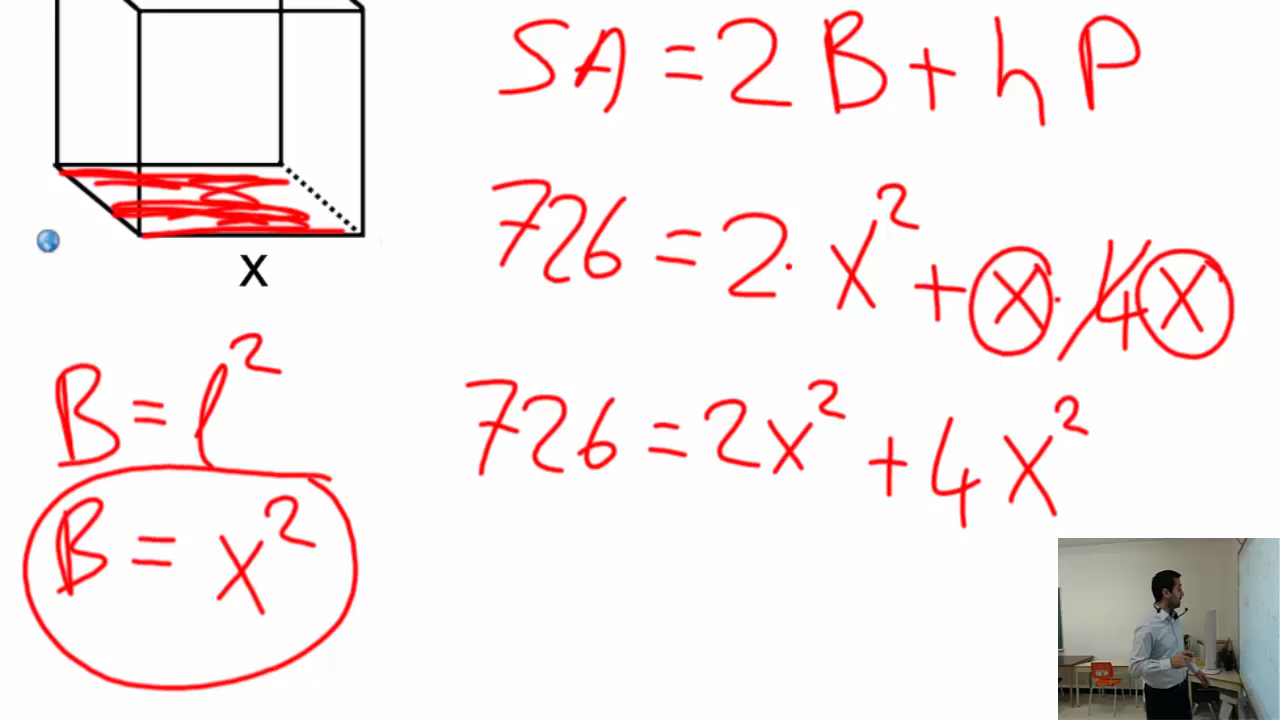 SA = 2B + hP
726 = 2·x² + x·4x
726 = 2x² + 4x²
x
B = l²
B = x²